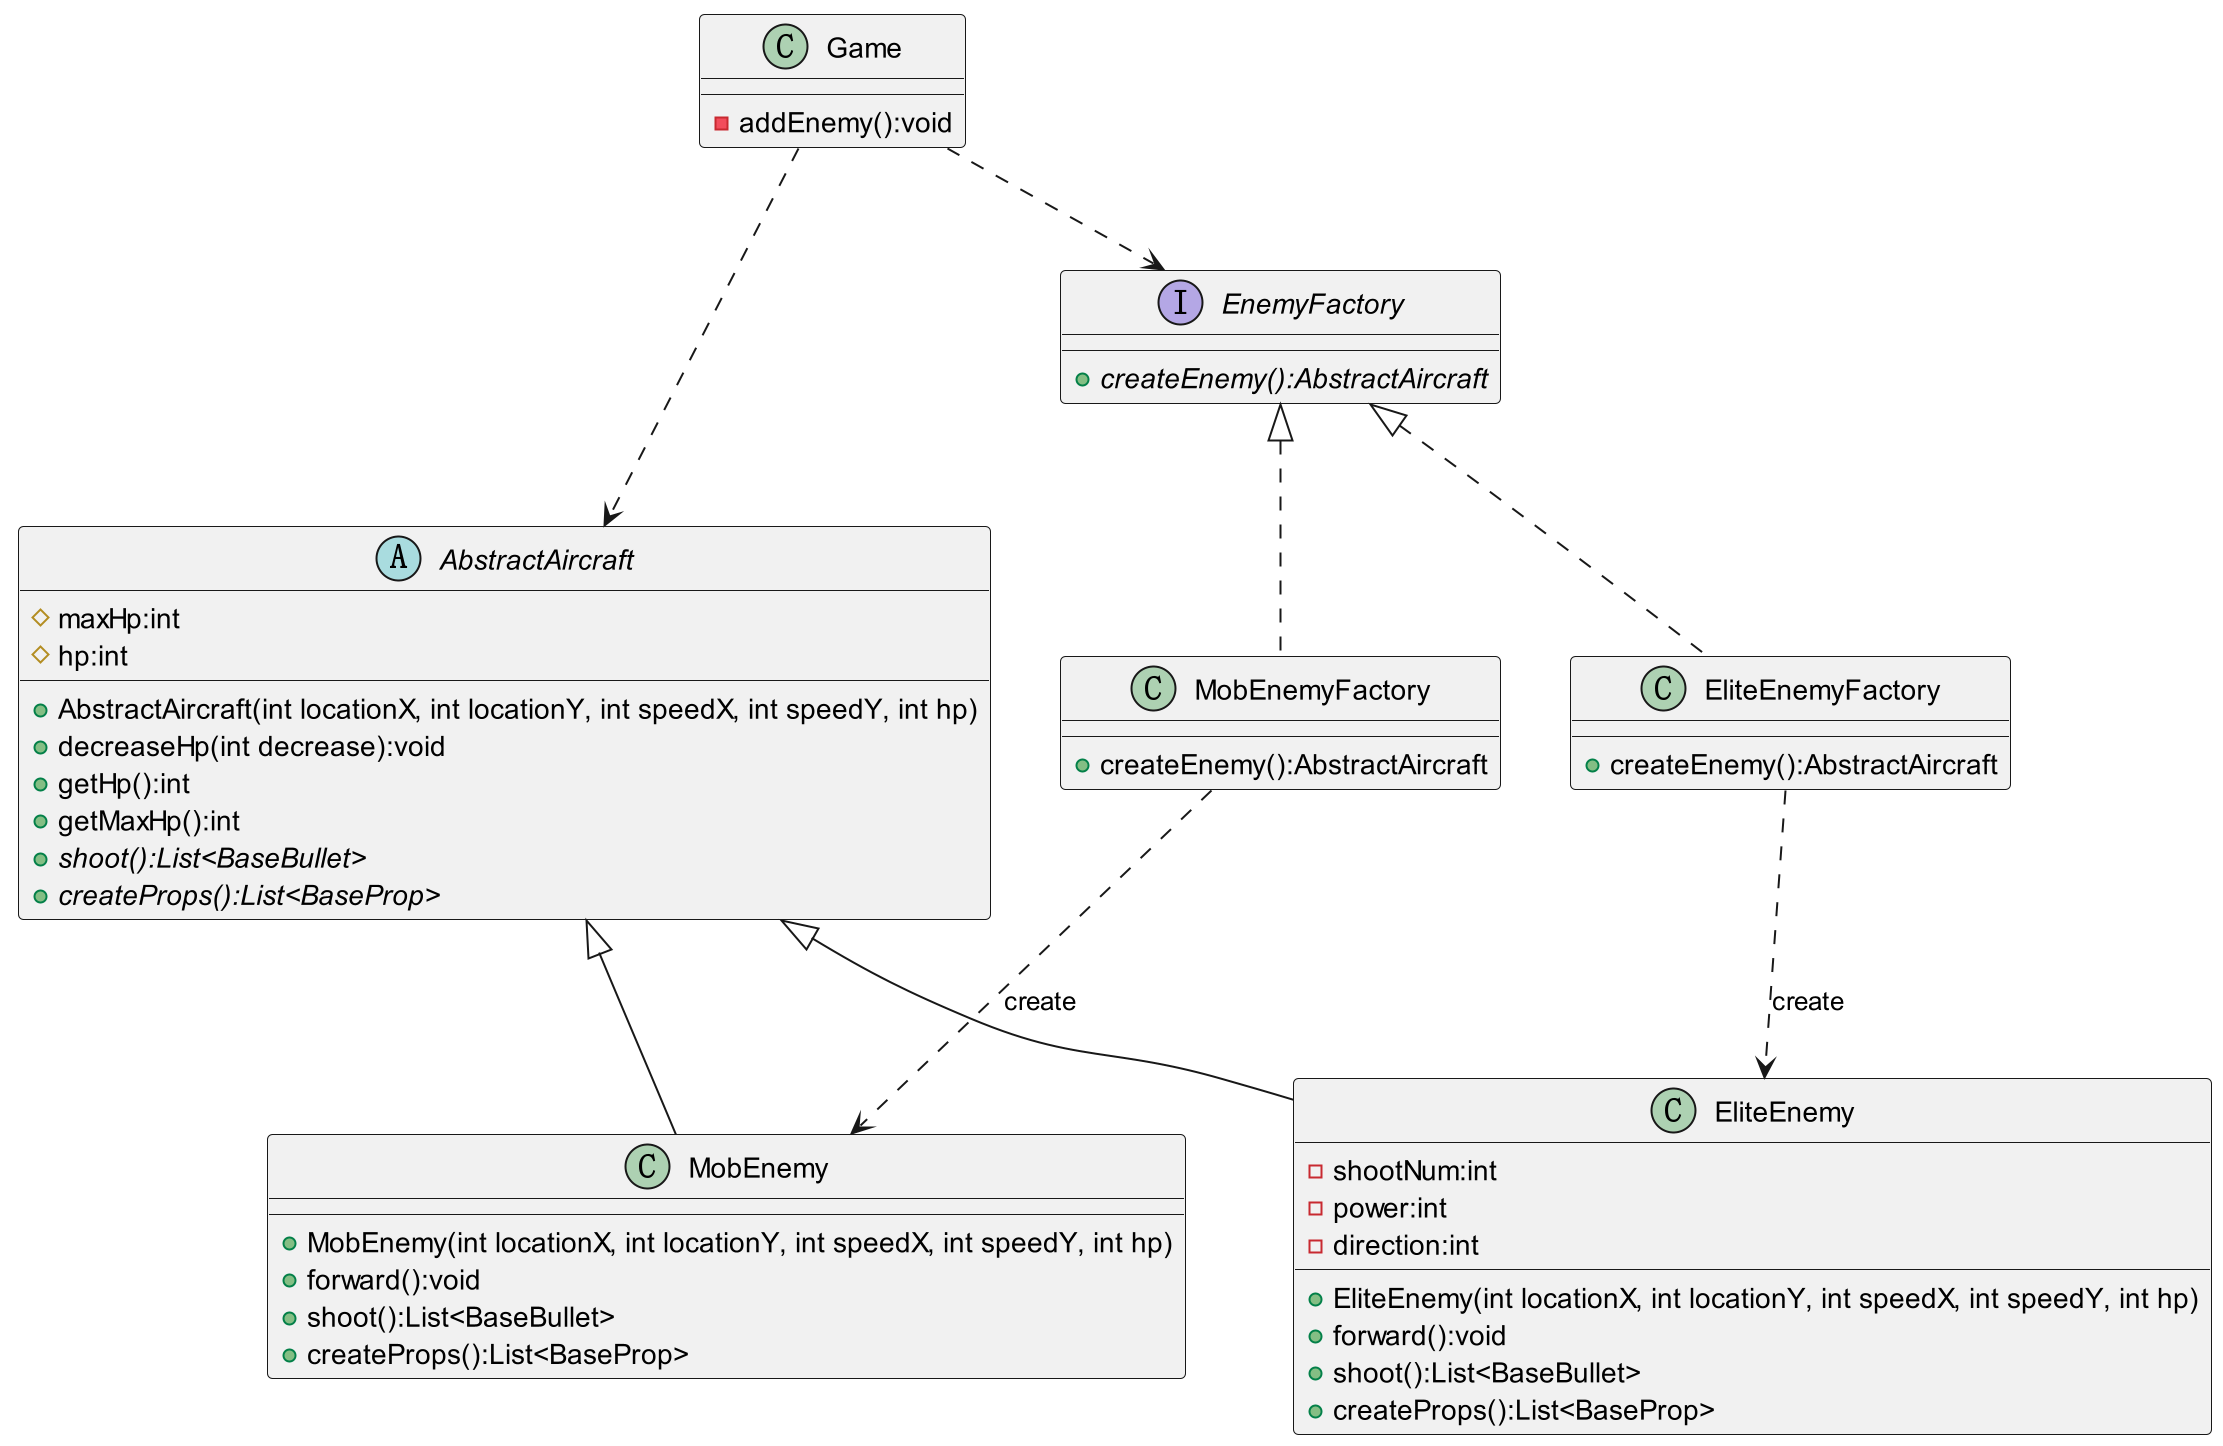 C Game
addEnemy():void
I EnemyFactory
createEnemy():AbstractAircraft
A AbstractAircraft
maxHp:int
hp:int
AbstractAircraft(int locationX, int locationY, int speedX, int speedY, int hp)
decreaseHp(int decrease):void
getHp():int
getMaxHp():int
shoot():List<BaseBullet>
createProps():List<BaseProp>
C MobEnemyFactory
createEnemy():AbstractAircraft
C EliteEnemyFactory
createEnemy():AbstractAircraft
create
create
C MobEnemy
MobEnemy(int locationX, int locationY, int speedX, int speedY, int hp)
forward():void
shoot():List<BaseBullet>
createProps():List<BaseProp>
C EliteEnemy
shootNum:int
power:int
direction:int
EliteEnemy(int locationX, int locationY, int speedX, int speedY, int hp)
forward():void
shoot():List<BaseBullet>
createProps():List<BaseProp>